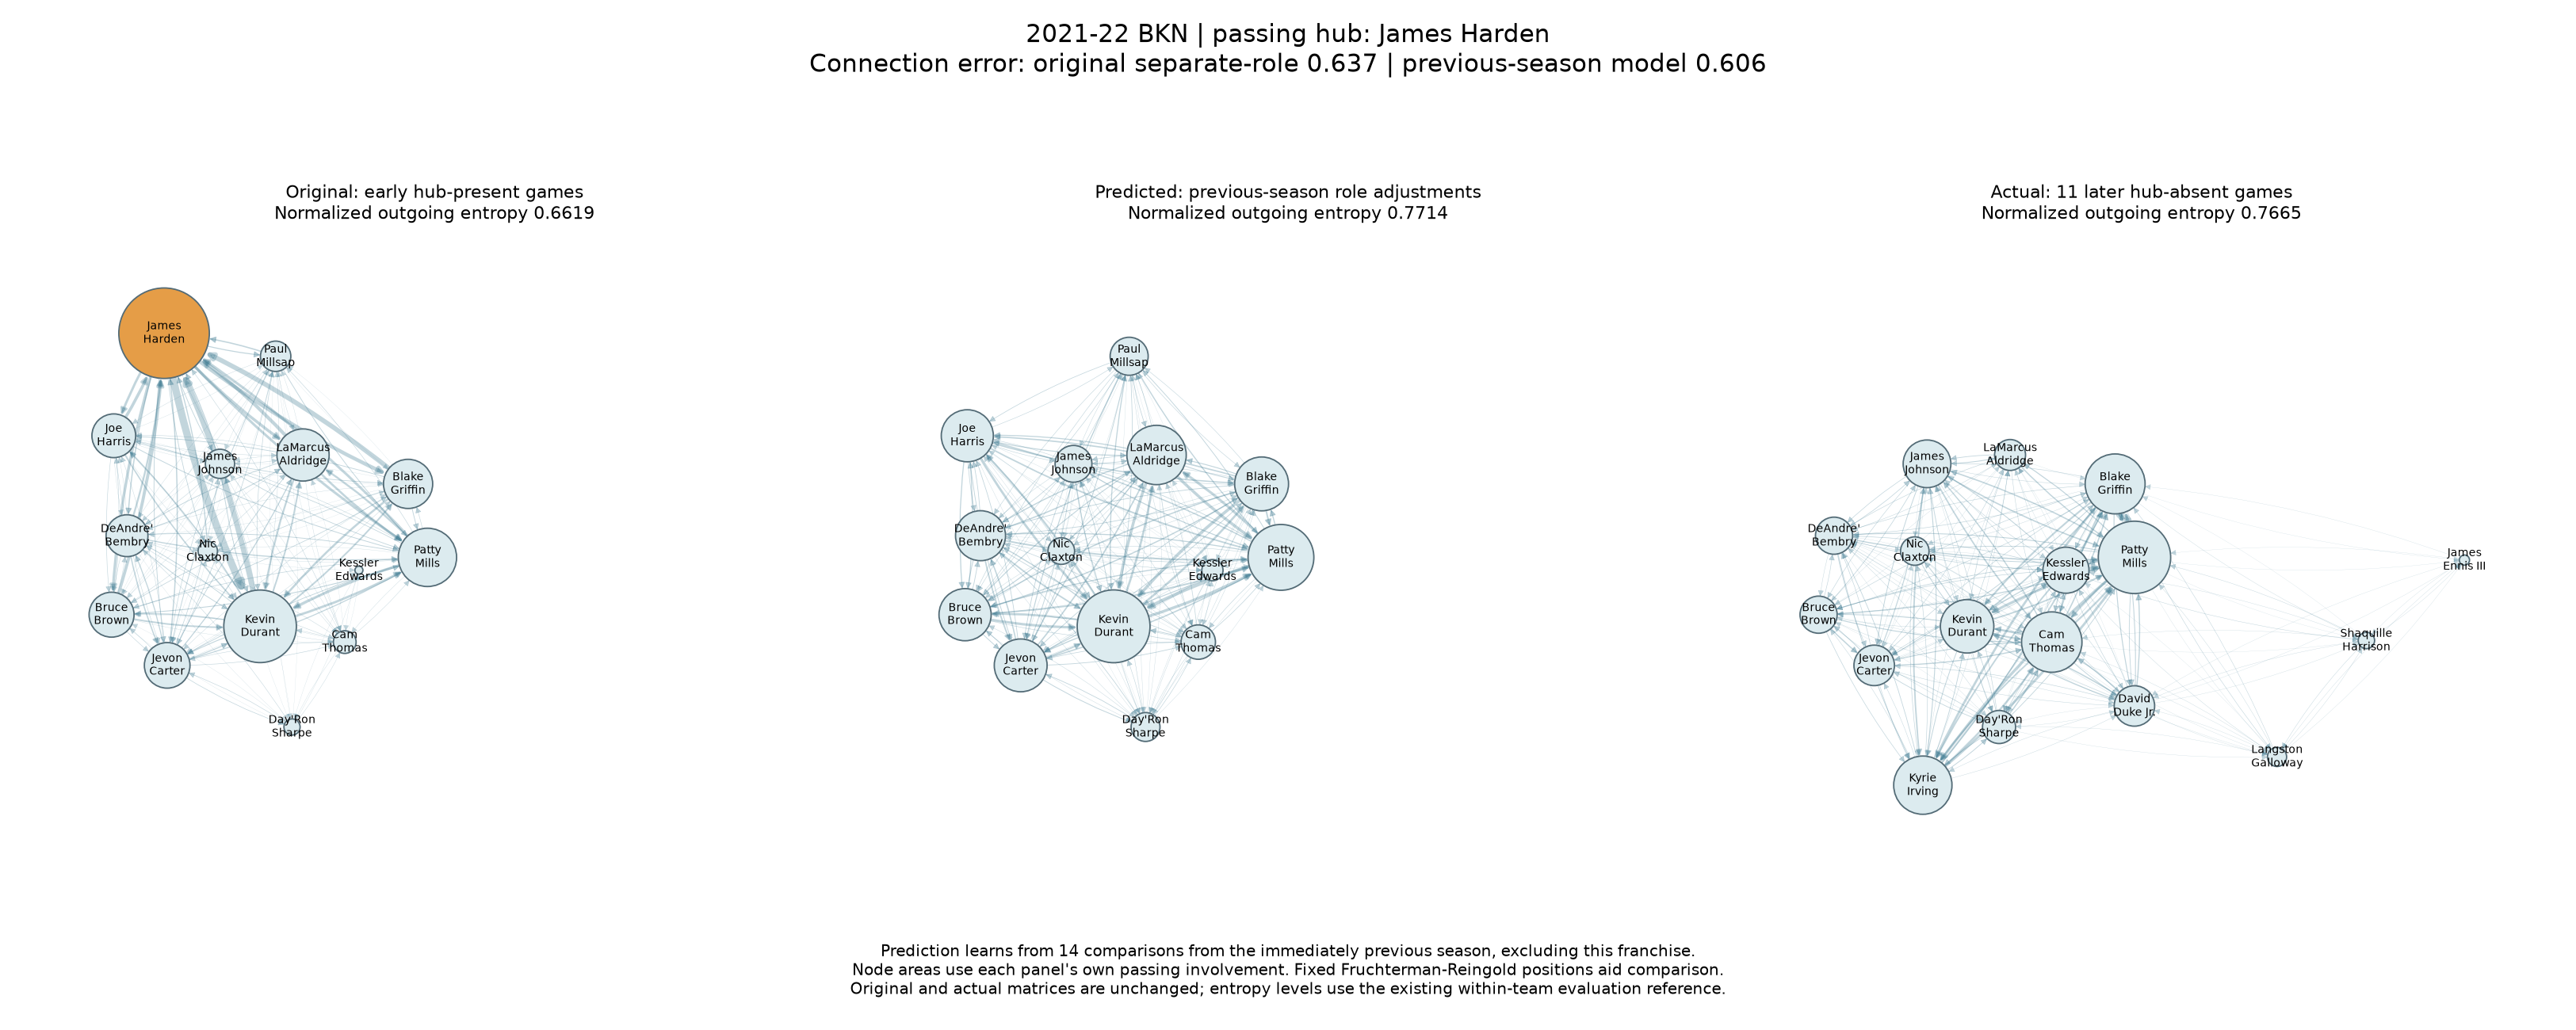 2021-22 BKN | passing hub: James Harden
Connection error: original separate-role 0.637 | previous-season model 0.606
Original: early hub-present games
Normalized outgoing entropy 0.6619
James
Harden
Paul
Millsap
Joe
Harris
James
Johnson
LaMarcus
Aldridge
Blake
Griffin
DeAndre'
Bembry
Nic
Claxton
Kessler
Edwards
Patty
Mills
Bruce
Brown
Kevin
Durant
Cam
Thomas
Jevon
Carter
Day'Ron
Sharpe
Predicted: previous-season role adjustments
Normalized outgoing entropy 0.7714
Paul
Millsap
Joe
Harris
James
Johnson
LaMarcus
Aldridge
Blake
Griffin
DeAndre'
Bembry
Nic
Claxton
Kessler
Edwards
Patty
Mills
Bruce
Brown
Kevin
Durant
Cam
Thomas
Jevon
Carter
Day'Ron
Sharpe
Actual: 11 later hub-absent games
Normalized outgoing entropy 0.7665
James
Johnson
LaMarcus
Aldridge
Blake
Griffin
DeAndre'
Bembry
Nic
Claxton
Kessler
Edwards
Patty
Mills
James
Ennis III
Bruce
Brown
Kevin
Durant
Cam
Thomas
Shaquille
Harrison
Jevon
Carter
David
Duke Jr.
Day'Ron
Sharpe
Langston
Galloway
Kyrie
Irving
Prediction learns from 14 comparisons from the immediately previous season, excluding this franchise.
Node areas use each panel's own passing involvement. Fixed Fruchterman-Reingold positions aid comparison.
Original and actual matrices are unchanged; entropy levels use the existing within-team evaluation reference.